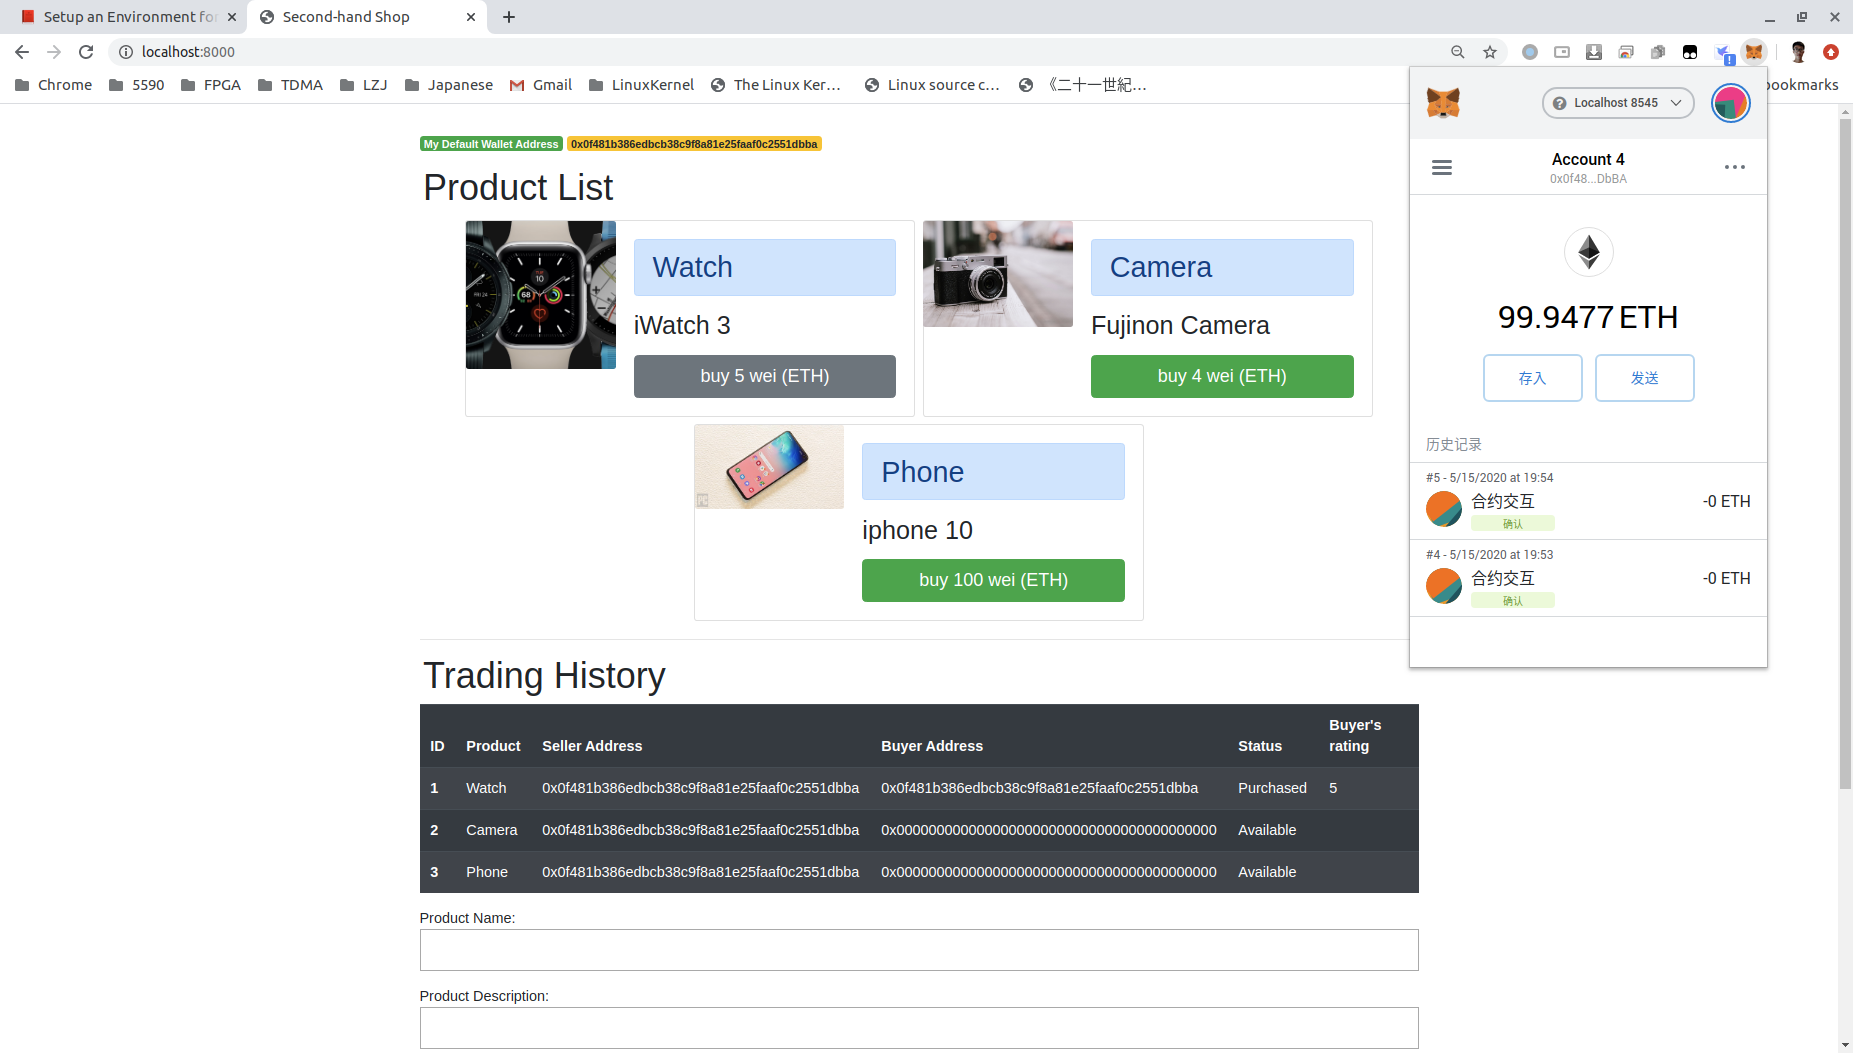 Setup an Environment for
Second-hand Shop
localhost:8000
Chrome
5590
FPGA
TDMA
LZJ
Japanese
Gmail
LinuxKernel
The Linux Ker...
Linux source c...
《二十一世紀...
bookmarks
My Default Wallet Address
0x0f481b386edbcb38c9f8a81e25faaf0c2551dbba
Product List
Watch
iWatch 3
buy 5 wei (ETH)
Camera
Fujinon Camera
buy 4 wei (ETH)
Phone
iphone 10
buy 100 wei (ETH)
Localhost 8545
Account 4
0x0f48...DbBA
99.9477 ETH
存入
发送
历史记录
#5 - 5/15/2020 at 19:54
合约交互
-0 ETH
确认
#4 - 5/15/2020 at 19:53
合约交互
-0 ETH
确认
Trading History
ID Product Seller Address Buyer Address Status Buyer's rating
1 Watch 0x0f481b386edbcb38c9f8a81e25faaf0c2551dbba 0x0f481b386edbcb38c9f8a81e25faaf0c2551dbba Purchased 5
2 Camera 0x0f481b386edbcb38c9f8a81e25faaf0c2551dbba 0x0000000000000000000000000000000000000000 Available
3 Phone 0x0f481b386edbcb38c9f8a81e25faaf0c2551dbba 0x0000000000000000000000000000000000000000 Available
Product Name:
Product Description: